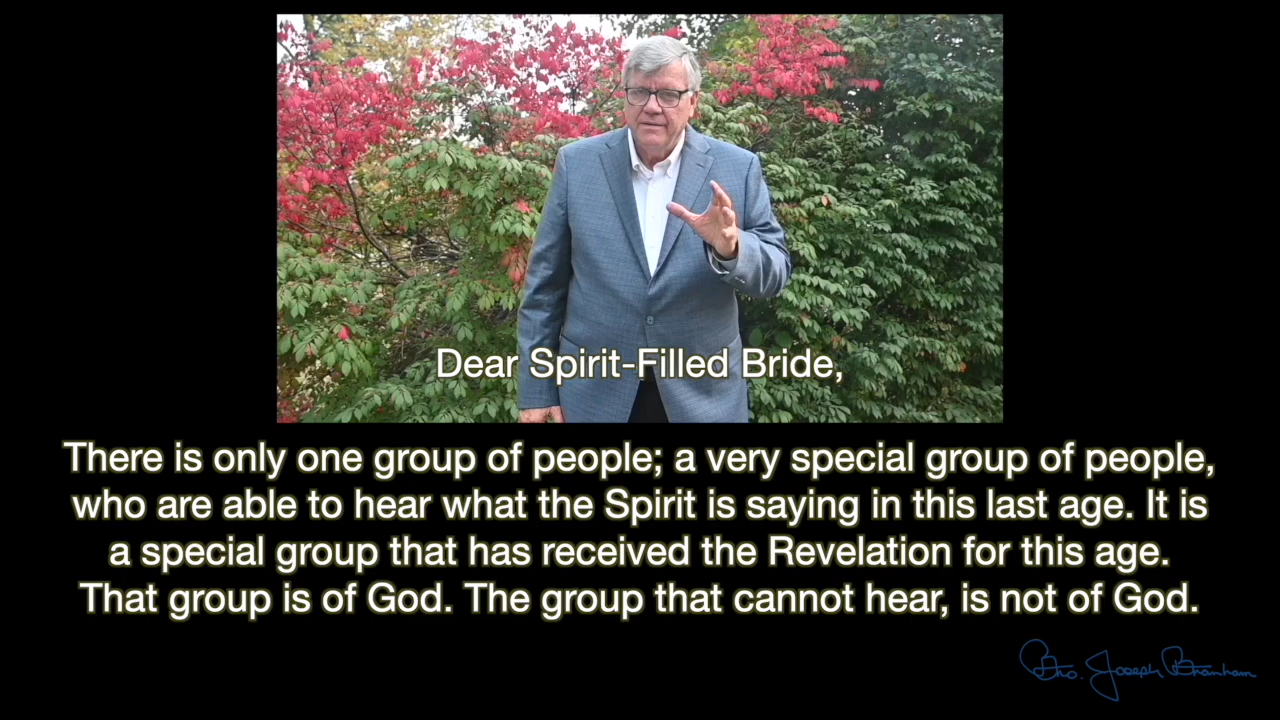 Dear Spirit-Filled Bride,
There is only one group of people; a very special group of people,
who are able to hear what the Spirit is saying in this last age. It is
a special group that has received the Revelation for this age.
That group is of God. The group that cannot hear, is not of God.
Bro. Joseph Branham